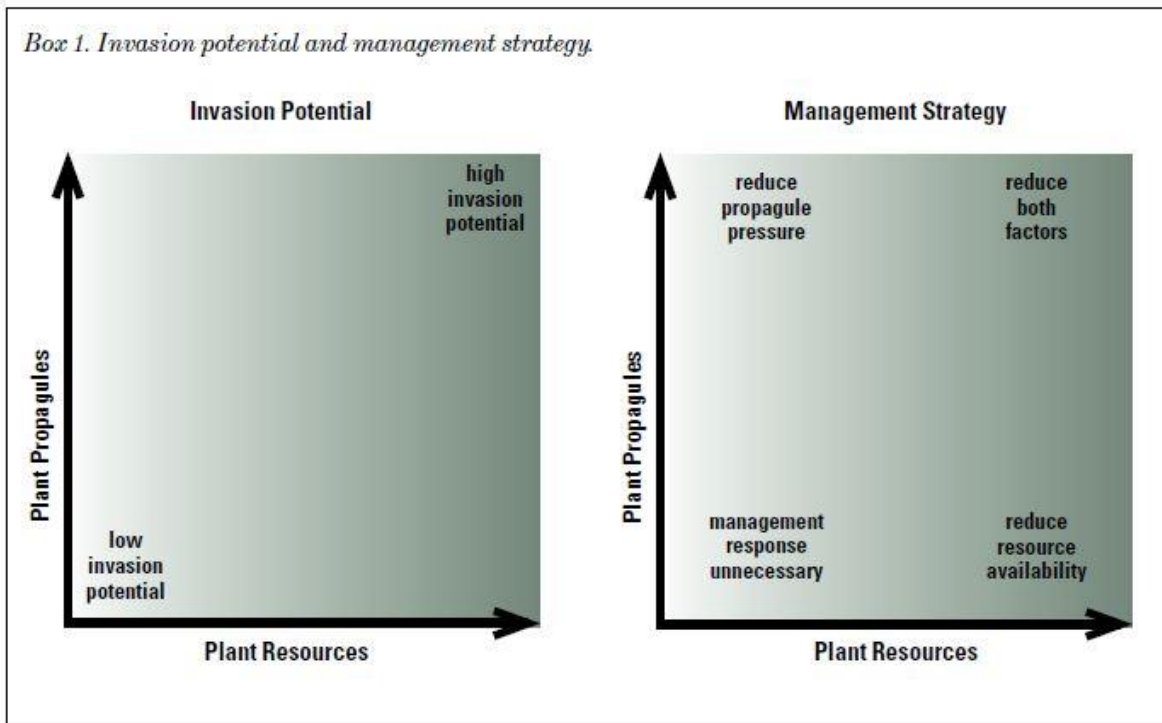 Box 1. Invasion potential and management strategy.
Invasion Potential
high
invasion
potential
low
invasion
potential
Plant Propagules
Plant Resources
Management Strategy
reduce
propagule
pressure
reduce
both
factors
management
response
unnecessary
reduce
resource
availability
Plant Propagules
Plant Resources